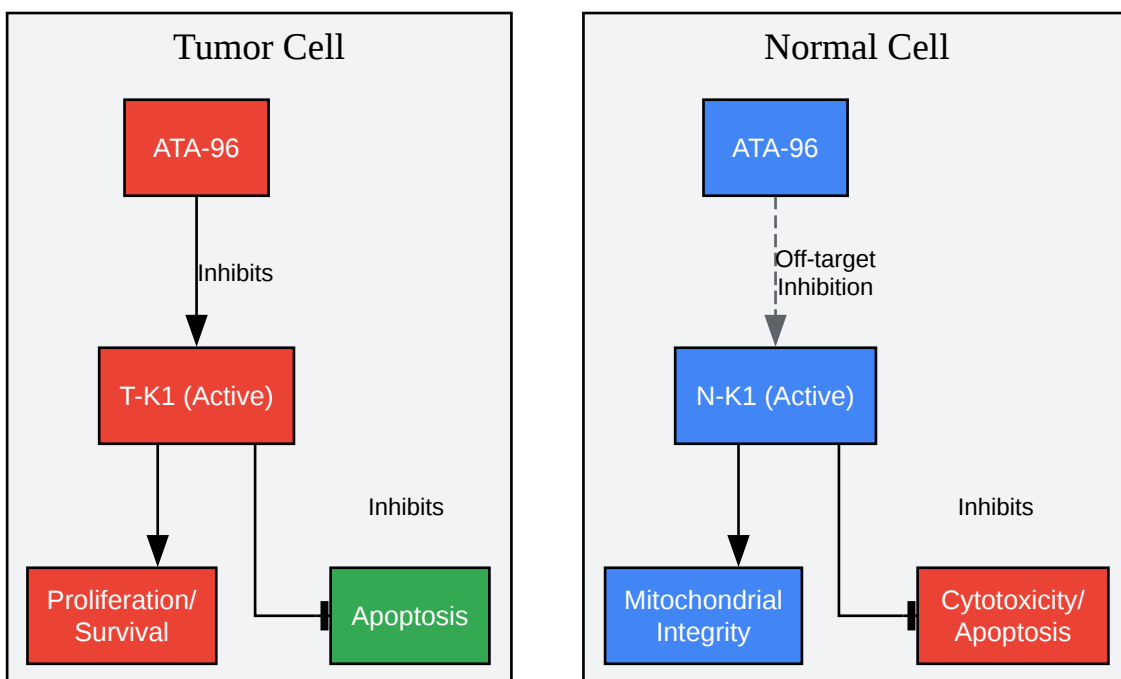 Tumor Cell
ATA-96
Inhibits
T-K1 (Active)
Inhibits
Proliferation/
Survival
Apoptosis
Normal Cell
ATA-96
Off-target
Inhibition
N-K1 (Active)
Inhibits
Mitochondrial
Integrity
Cytotoxicity/
Apoptosis